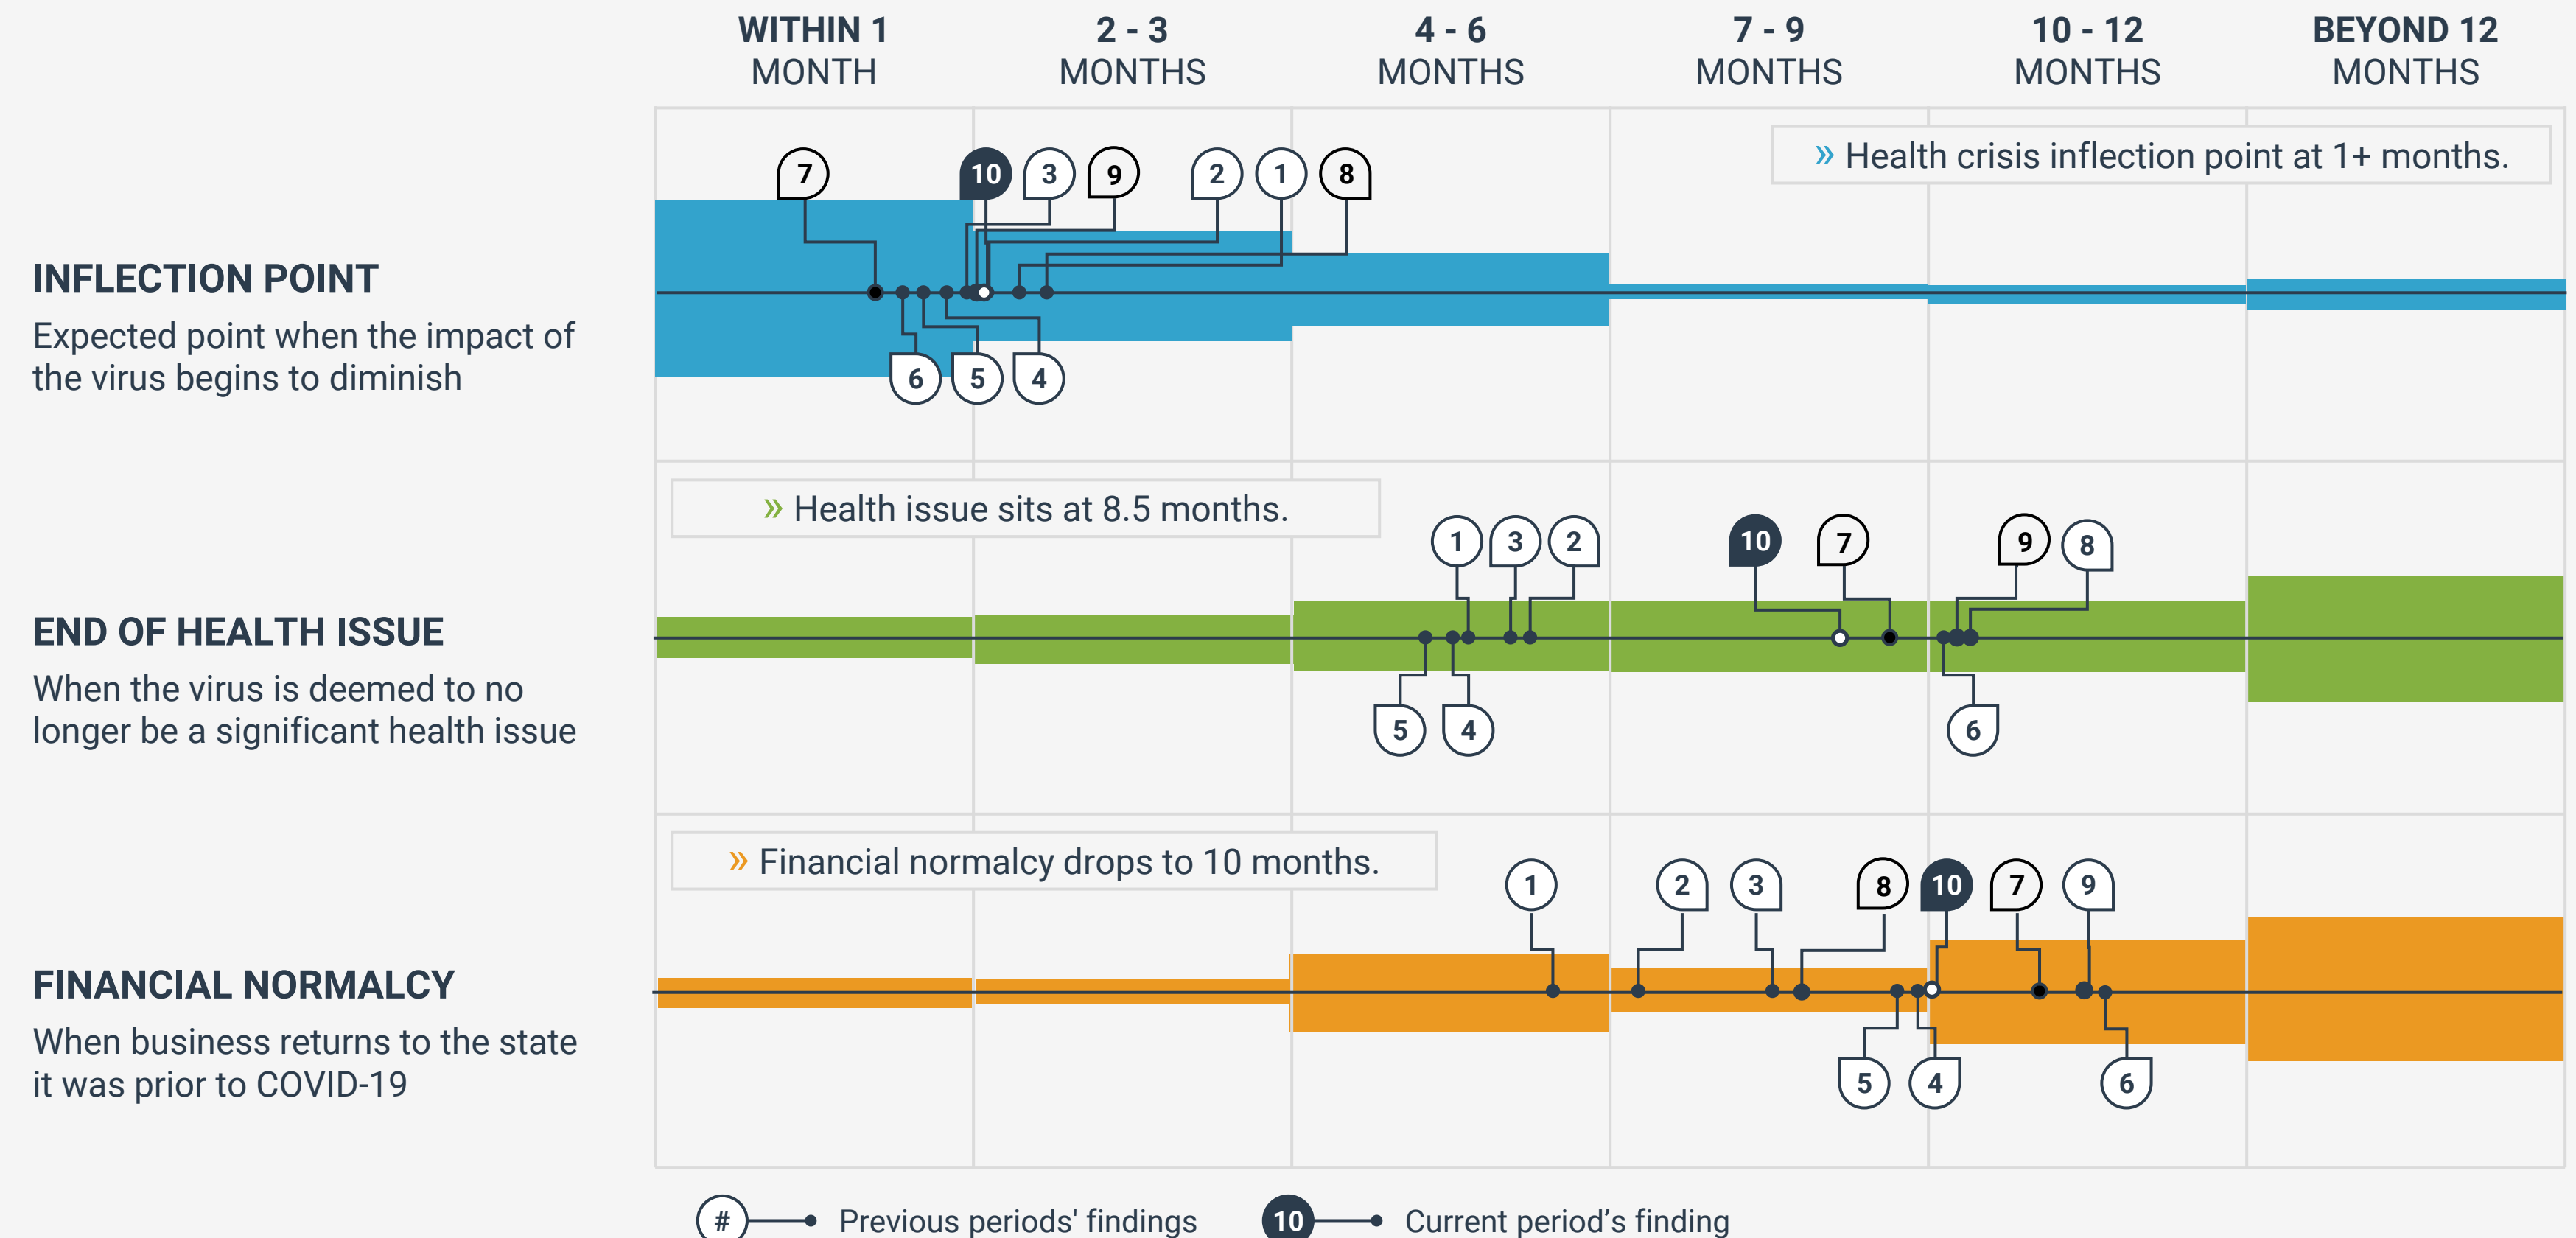 WITHIN 1
MONTH
2 - 3
MONTHS
4 - 6
MONTHS
7 - 9
MONTHS
10 - 12
MONTHS
BEYOND 12
MONTHS
» Health crisis inflection point at 1+ months.
7
10
3
9
2
1
8
INFLECTION POINT
Expected point when the impact of
the virus begins to diminish
6
5
4
» Health issue sits at 8.5 months.
1
3
2
10
7
9
8
END OF HEALTH ISSUE
When the virus is deemed to no
longer be a significant health issue
5
4
6
» Financial normalcy drops to 10 months.
1
2
3
8
10
7
9
FINANCIAL NORMALCY
When business returns to the state
it was prior to COVID-19
5
4
6
# Previous periods' findings
10 Current period’s finding